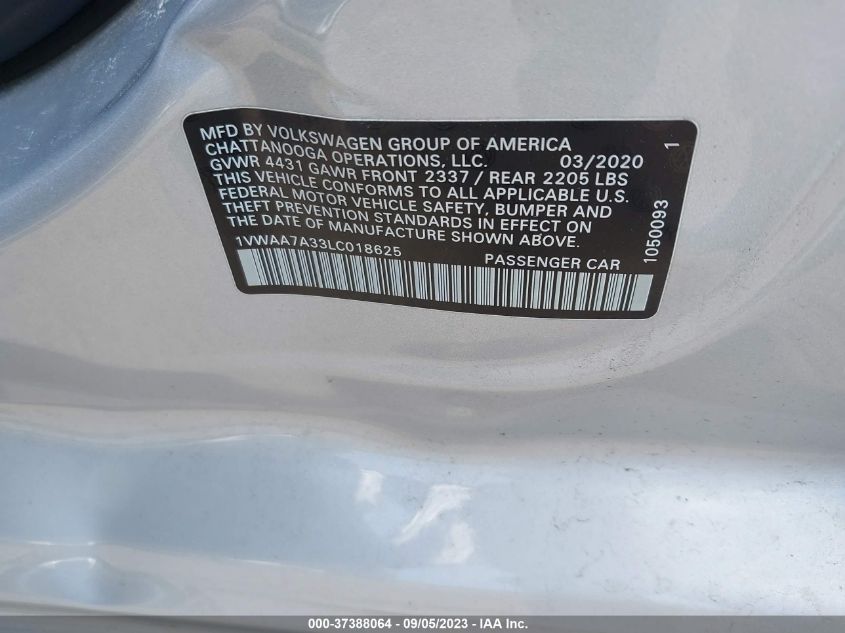 MFD BY VOLKSWAGEN GROUP OF AMERICA
CHATTANOOGA OPERATIONS, LLC. 03/2020
GVWR 4431 GAWR FRONT 2337 / REAR 2205 LBS
THIS VEHICLE CONFORMS TO ALL APPLICABLE U.S.
FEDERAL MOTOR VEHICLE SAFETY, BUMPER AND
THEFT PREVENTION STANDARDS IN EFFECT ON
THE DATE OF MANUFACTURE SHOWN ABOVE.
1VWAA7A33LC018625 PASSENGER CAR
1050093 1
000-37388064 - 09/05/2023 - IAA Inc.